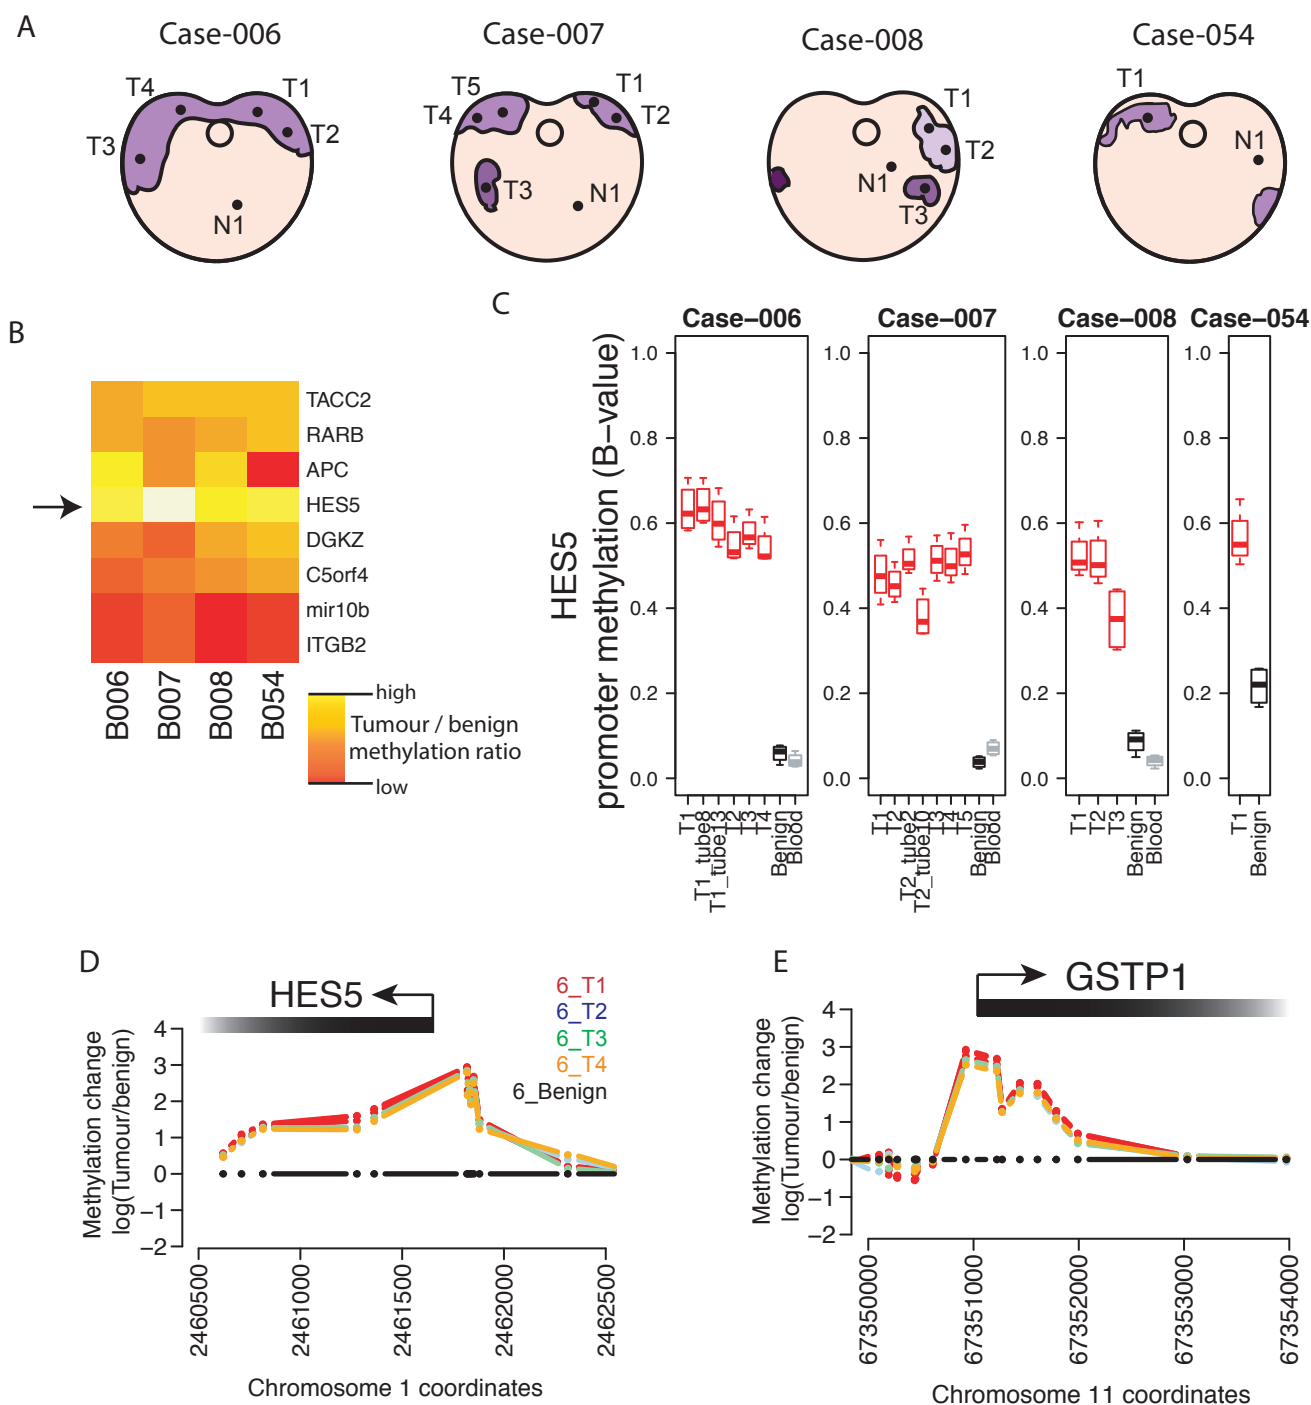 A
Case-006
Case-007
Case-008
Case-054
T4
T1
T3
T2
N1
T5
T1
T4
T2
T3
N1
T1
T2
N1
T3
T1
N1
B
TACC2
RARB
APC
HES5
DGKZ
C5orf4
mir10b
ITGB2
B006
B007
B008
B054
high
Tumour / benign
methylation ratio
low
C
HES5
promoter methylation (B−value)
Case−006
Case−007
Case−008
Case−054
1.0
0.8
0.6
0.4
0.2
0.0
T1
T1_tube8
T1_tube13
T2
T3
T4
Benign
Blood
1.0
0.8
0.6
0.4
0.2
0.0
T1
T2
T2_tube2
T2_tube10
T3
T4
T5
Benign
Blood
1.0
0.8
0.6
0.4
0.2
0.0
T1
T2
T3
Benign
Blood
1.0
0.8
0.6
0.4
0.2
0.0
T1
Benign
D
HES5
6_T1
6_T2
6_T3
6_T4
6_Benign
Methylation change
log(Tumour/benign)
4
3
2
1
0
−1
−2
2460500
2461000
2461500
2462000
2462500
Chromosome 1 coordinates
E
GSTP1
Methylation change
log(Tumour/benign)
4
3
2
1
0
−1
−2
67350000
67351000
67352000
67353000
67354000
Chromosome 11 coordinates